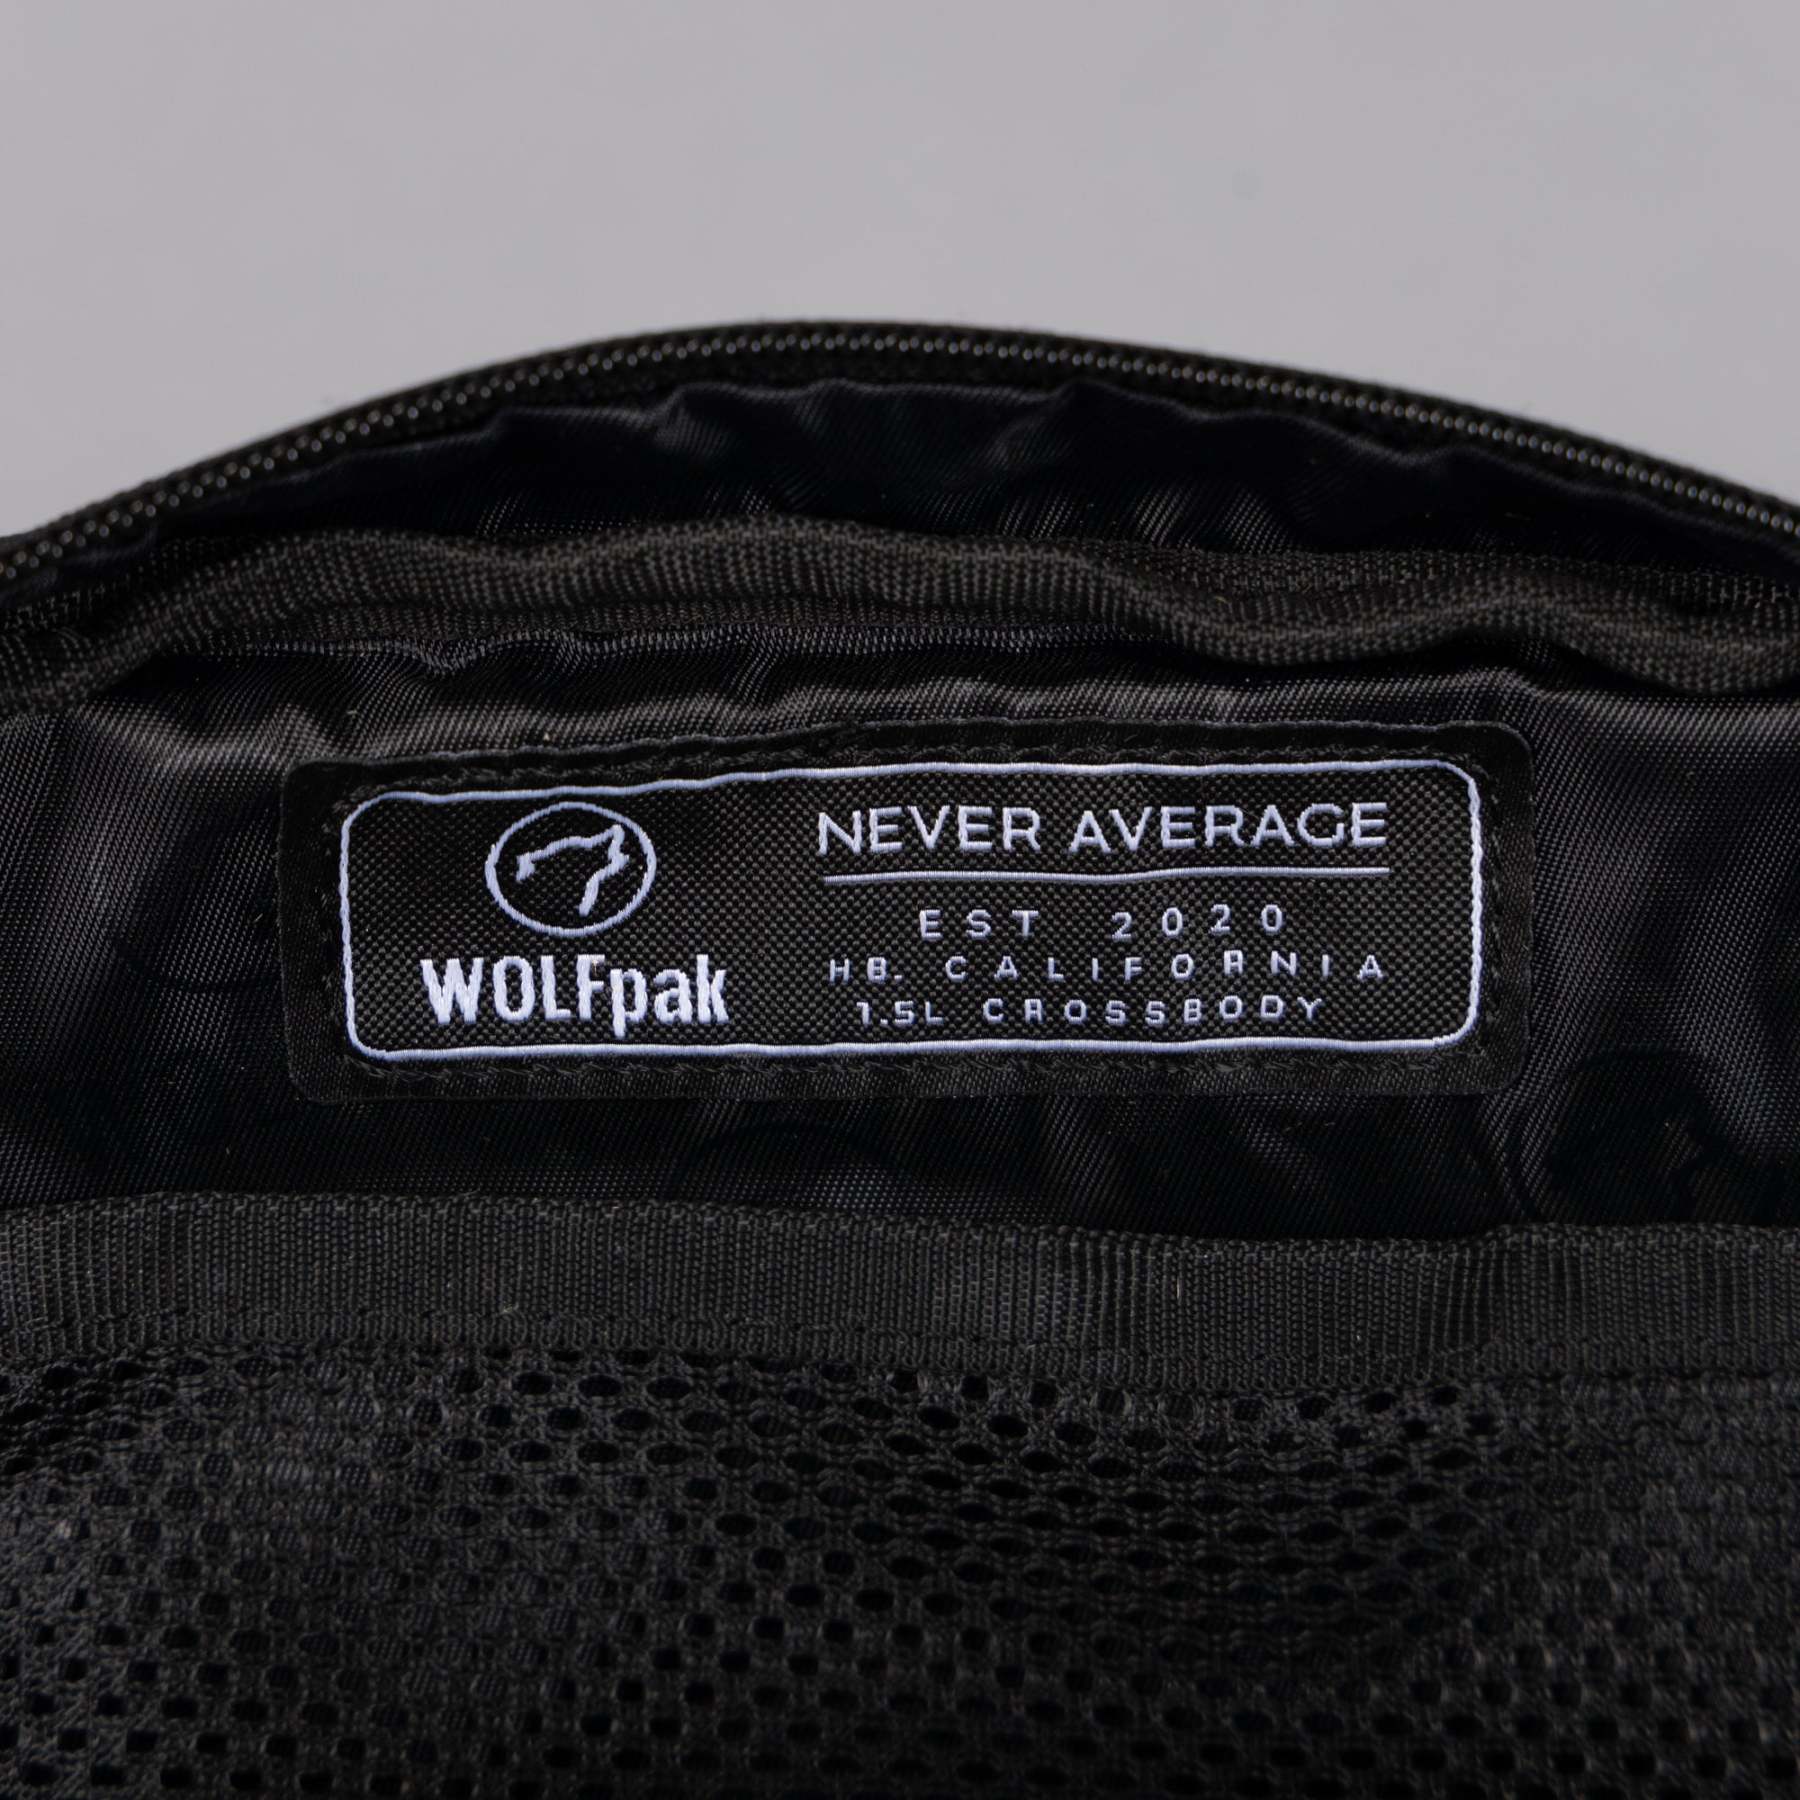 WOLFpak
NEVER AVERAGE
EST 2020
HB. CALIFORNIA
1.5L CROSSBODY